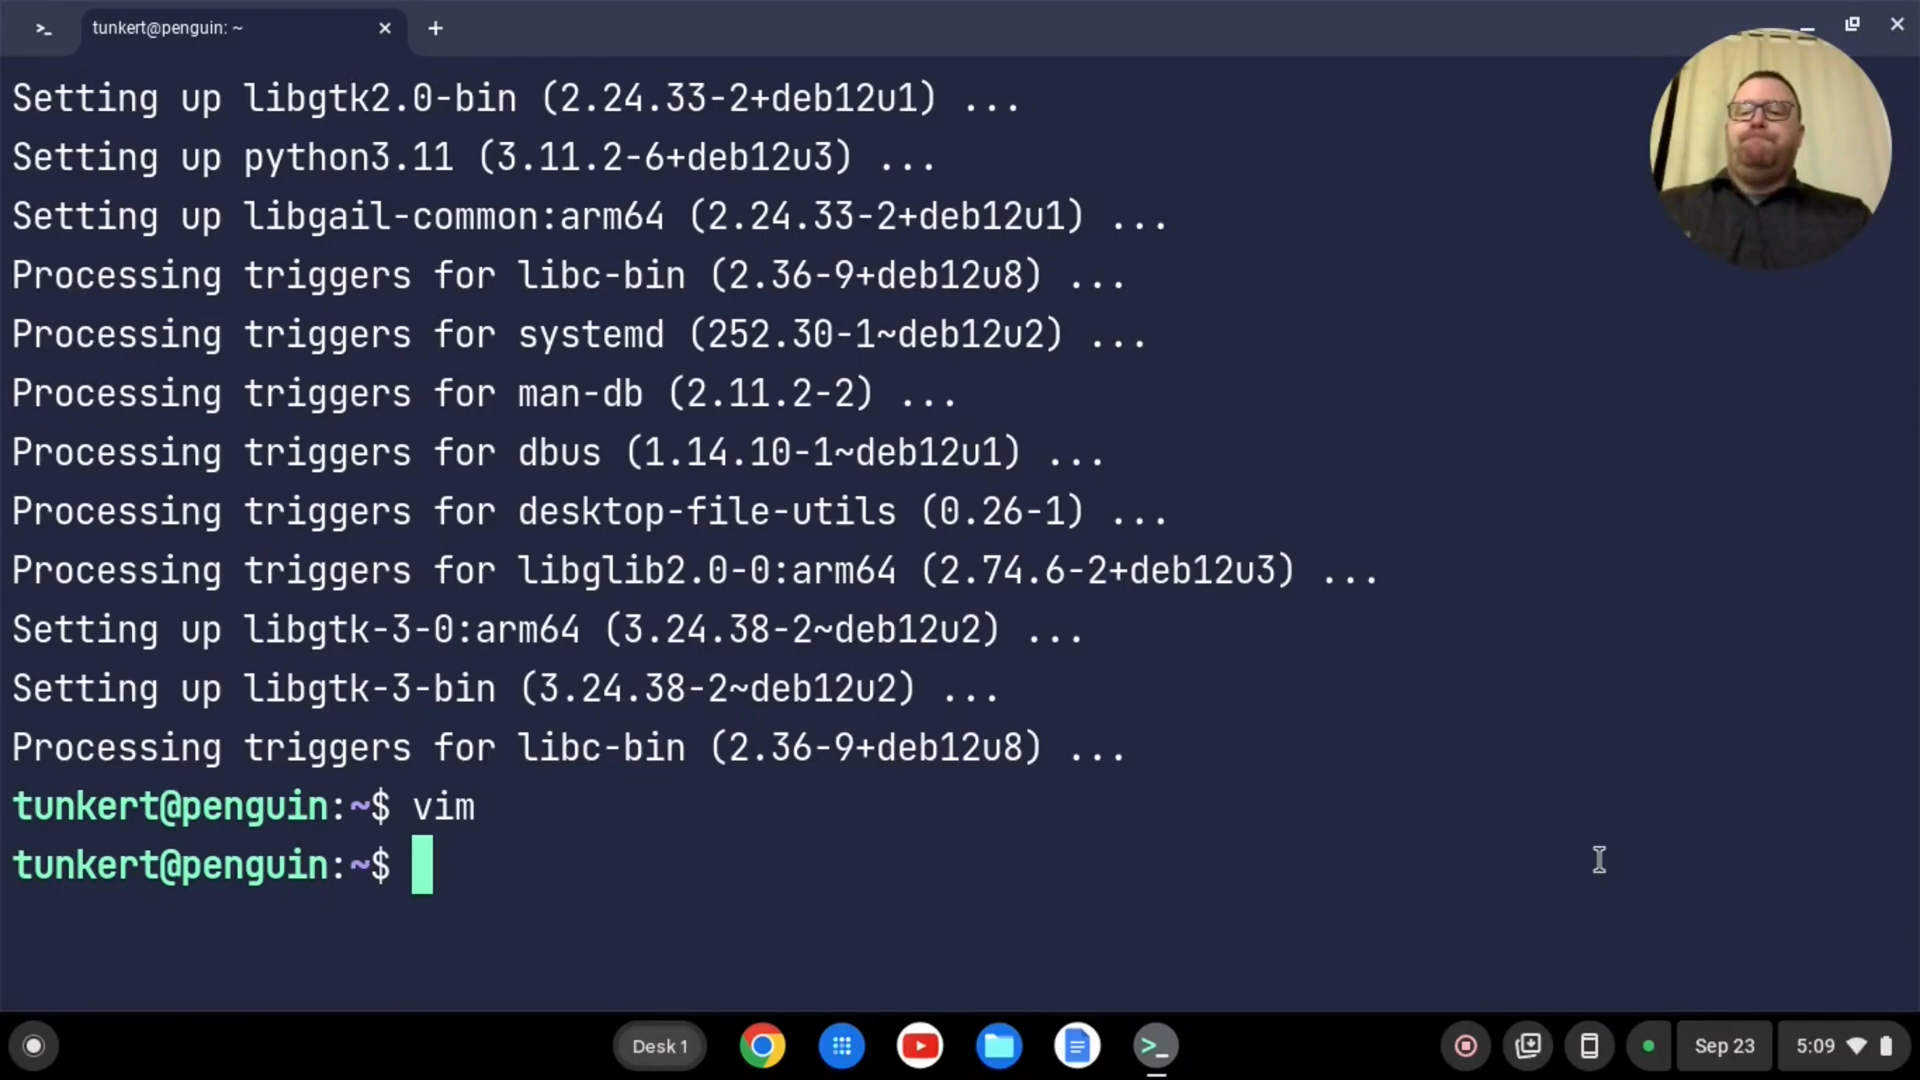 >_ tunkert@penguin: ~
Setting up libgtk2.0-bin (2.24.33-2+deb12u1) ...
Setting up python3.11 (3.11.2-6+deb12u3) ...
Setting up libgail-common:arm64 (2.24.33-2+deb12u1) ...
Processing triggers for libc-bin (2.36-9+deb12u8) ...
Processing triggers for systemd (252.30-1~deb12u2) ...
Processing triggers for man-db (2.11.2-2) ...
Processing triggers for dbus (1.14.10-1~deb12u1) ...
Processing triggers for desktop-file-utils (0.26-1) ...
Processing triggers for libglib2.0-0:arm64 (2.74.6-2+deb12u3) ...
Setting up libgtk-3-0:arm64 (3.24.38-2~deb12u2) ...
Setting up libgtk-3-bin (3.24.38-2~deb12u2) ...
Processing triggers for libc-bin (2.36-9+deb12u8) ...
tunkert@penguin:~$ vim
tunkert@penguin:~$
Desk 1 >_ Sep 23 5:09